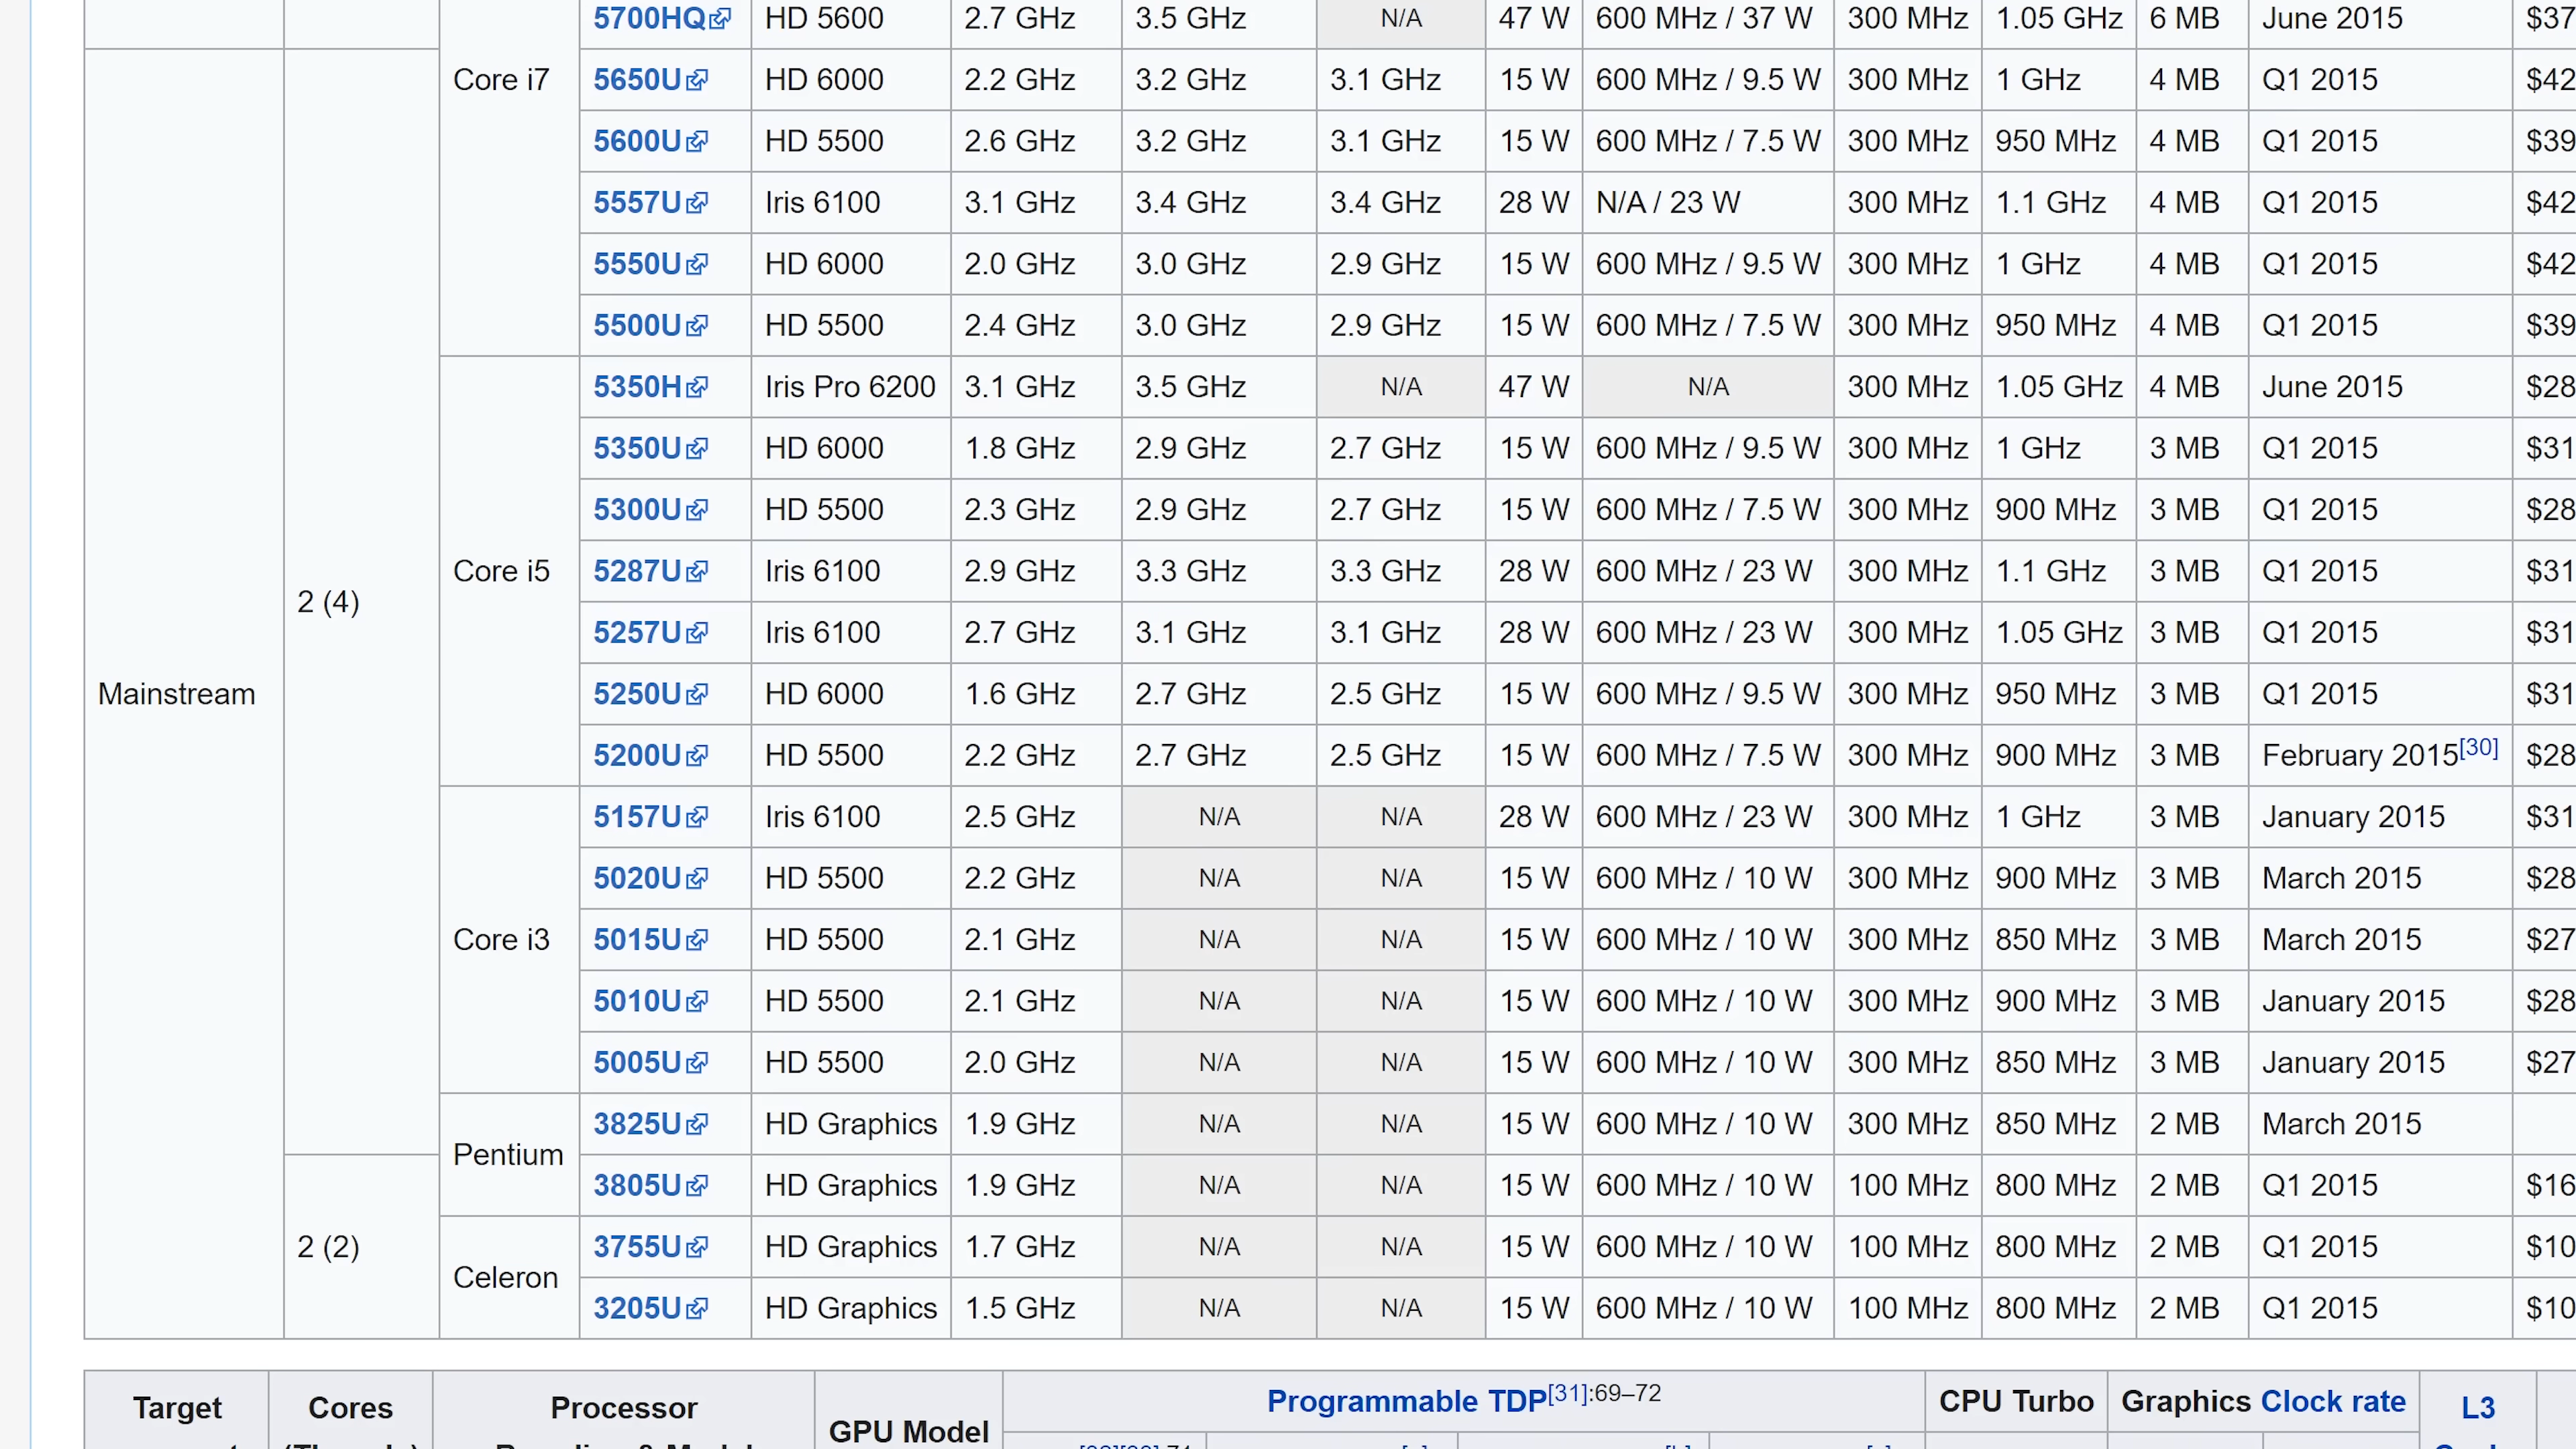 5700HQ HD 5600 2.7 GHz 3.5 GHz N/A 47 W 600 MHz / 37 W 300 MHz 1.05 GHz 6 MB June 2015 $37
Core i7 5650U HD 6000 2.2 GHz 3.2 GHz 3.1 GHz 15 W 600 MHz / 9.5 W 300 MHz 1 GHz 4 MB Q1 2015 $42
5600U HD 5500 2.6 GHz 3.2 GHz 3.1 GHz 15 W 600 MHz / 7.5 W 300 MHz 950 MHz 4 MB Q1 2015 $39
5557U Iris 6100 3.1 GHz 3.4 GHz 3.4 GHz 28 W N/A / 23 W 300 MHz 1.1 GHz 4 MB Q1 2015 $42
5550U HD 6000 2.0 GHz 3.0 GHz 2.9 GHz 15 W 600 MHz / 9.5 W 300 MHz 1 GHz 4 MB Q1 2015 $42
5500U HD 5500 2.4 GHz 3.0 GHz 2.9 GHz 15 W 600 MHz / 7.5 W 300 MHz 950 MHz 4 MB Q1 2015 $39
5350H Iris Pro 6200 3.1 GHz 3.5 GHz N/A 47 W N/A 300 MHz 1.05 GHz 4 MB June 2015 $28
5350U HD 6000 1.8 GHz 2.9 GHz 2.7 GHz 15 W 600 MHz / 9.5 W 300 MHz 1 GHz 3 MB Q1 2015 $31
5300U HD 5500 2.3 GHz 2.9 GHz 2.7 GHz 15 W 600 MHz / 7.5 W 300 MHz 900 MHz 3 MB Q1 2015 $28
Core i5 5287U Iris 6100 2.9 GHz 3.3 GHz 3.3 GHz 28 W 600 MHz / 23 W 300 MHz 1.1 GHz 3 MB Q1 2015 $31
2 (4)
5257U Iris 6100 2.7 GHz 3.1 GHz 3.1 GHz 28 W 600 MHz / 23 W 300 MHz 1.05 GHz 3 MB Q1 2015 $31
Mainstream 5250U HD 6000 1.6 GHz 2.7 GHz 2.5 GHz 15 W 600 MHz / 9.5 W 300 MHz 950 MHz 3 MB Q1 2015 $31
5200U HD 5500 2.2 GHz 2.7 GHz 2.5 GHz 15 W 600 MHz / 7.5 W 300 MHz 900 MHz 3 MB February 2015[30] $28
5157U Iris 6100 2.5 GHz N/A N/A 28 W 600 MHz / 23 W 300 MHz 1 GHz 3 MB January 2015 $31
5020U HD 5500 2.2 GHz N/A N/A 15 W 600 MHz / 10 W 300 MHz 900 MHz 3 MB March 2015 $28
Core i3 5015U HD 5500 2.1 GHz N/A N/A 15 W 600 MHz / 10 W 300 MHz 850 MHz 3 MB March 2015 $27
5010U HD 5500 2.1 GHz N/A N/A 15 W 600 MHz / 10 W 300 MHz 900 MHz 3 MB January 2015 $28
5005U HD 5500 2.0 GHz N/A N/A 15 W 600 MHz / 10 W 300 MHz 850 MHz 3 MB January 2015 $27
3825U HD Graphics 1.9 GHz N/A N/A 15 W 600 MHz / 10 W 300 MHz 850 MHz 2 MB March 2015
Pentium
3805U HD Graphics 1.9 GHz N/A N/A 15 W 600 MHz / 10 W 100 MHz 800 MHz 2 MB Q1 2015 $16
2 (2) 3755U HD Graphics 1.7 GHz N/A N/A 15 W 600 MHz / 10 W 100 MHz 800 MHz 2 MB Q1 2015 $10
Celeron
3205U HD Graphics 1.5 GHz N/A N/A 15 W 600 MHz / 10 W 100 MHz 800 MHz 2 MB Q1 2015 $10
Target Cores Processor Programmable TDP[31]:69–72 CPU Turbo Graphics Clock rate L3
GPU Model